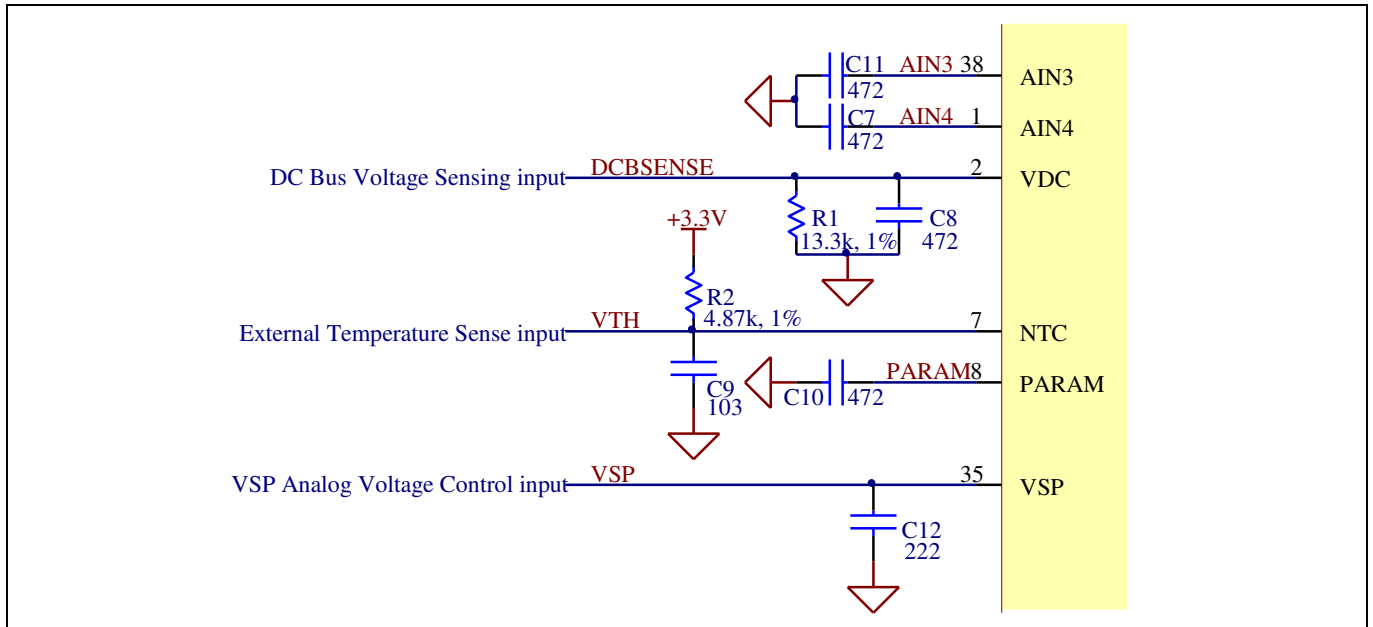 C11 AIN3 38 AIN3
472
C7 AIN4 1 AIN4
472
DC Bus Voltage Sensing input DCBSENSE 2 VDC
+3.3V R1 C8
13.3k, 1% 472
R2
4.87k, 1%
External Temperature Sense input VTH 7 NTC
PARAM 8 PARAM
C9 C10 472
103
VSP Analog Voltage Control input VSP 35 VSP
C12
222